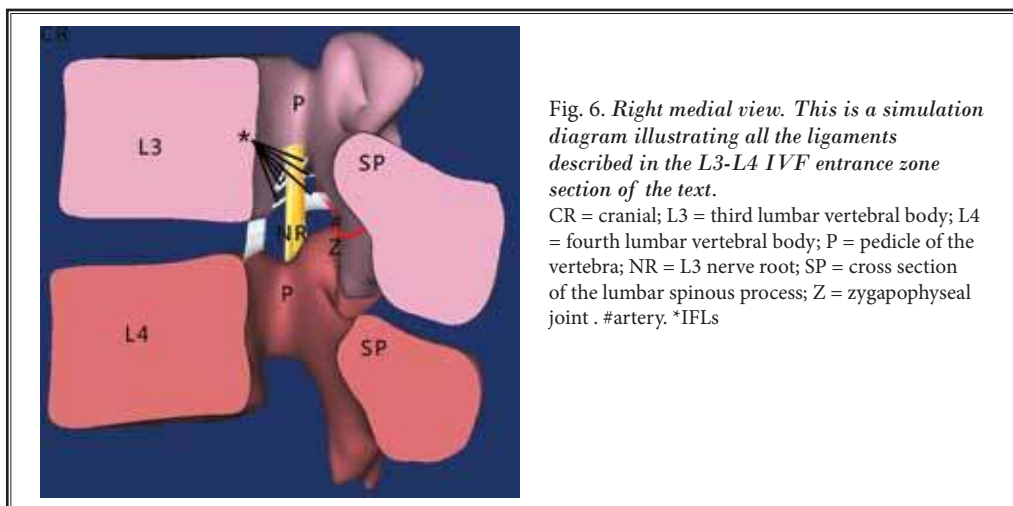 CR
P
L3
*
SP
NR
#
Z
P
L4
SP
Fig. 6. Right medial view. This is a simulation
diagram illustrating all the ligaments
described in the L3-L4 IVF entrance zone
section of the text.
CR = cranial; L3 = third lumbar vertebral body; L4
= fourth lumbar vertebral body; P = pedicle of the
vertebra; NR = L3 nerve root; SP = cross section
of the lumbar spinous process; Z = zygapophyseal
joint . #artery. *IFLs